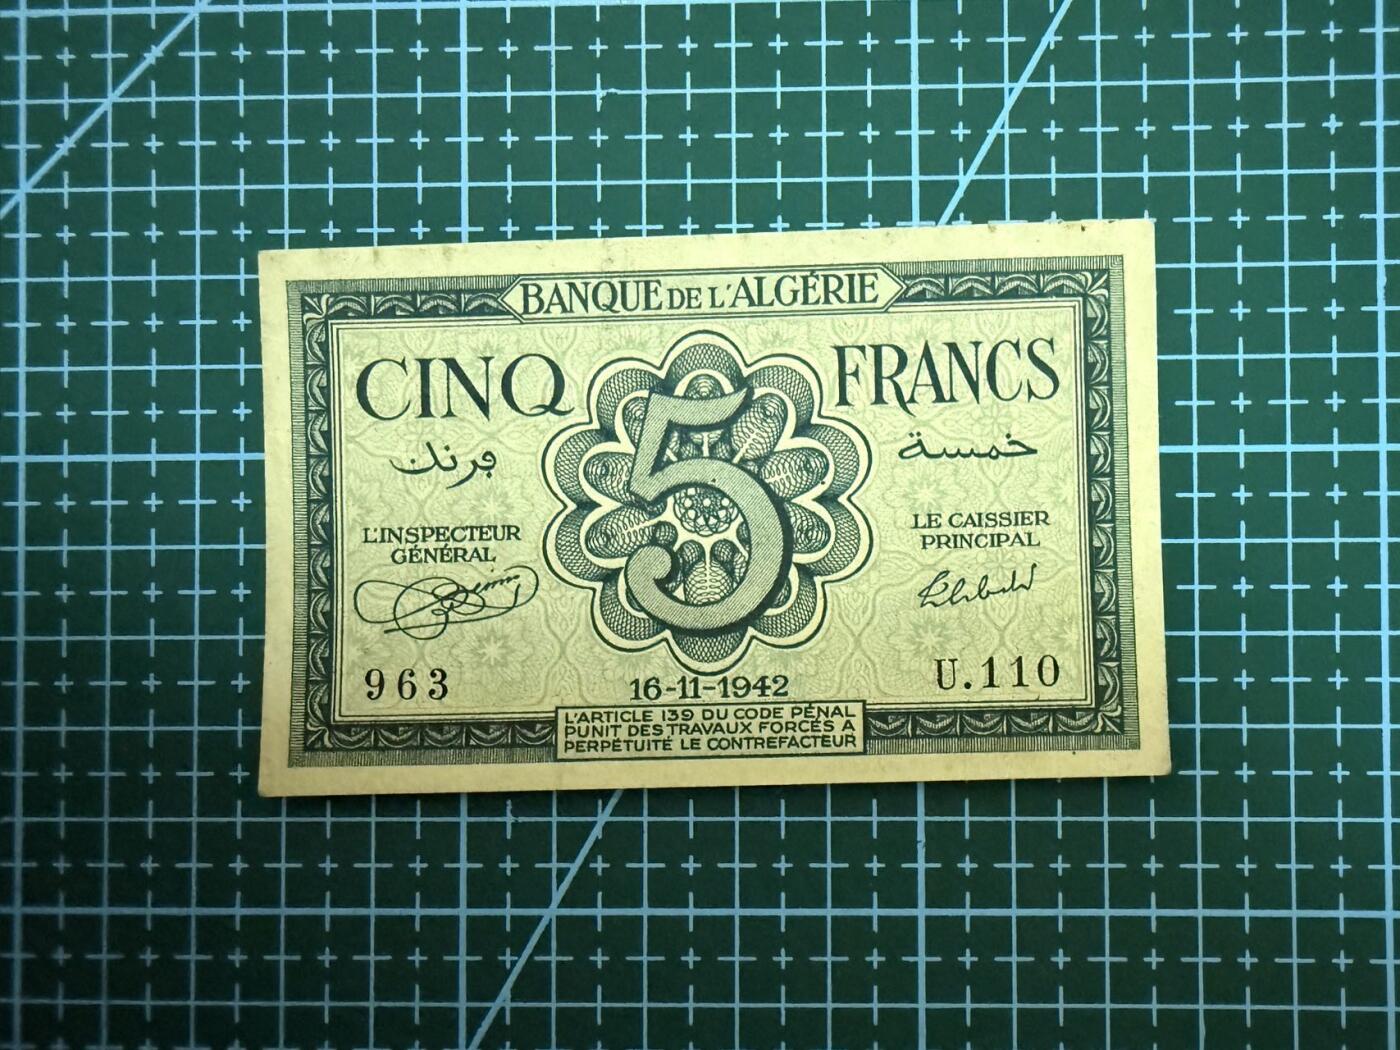 BANQUE DE L'ALGÉRIE
CINQ FRANCS
خمسة ڢرنك
L'INSPECTEUR GÉNÉRAL
LE CAISSIER PRINCIPAL
5
963
U.110
16-11-1942
L'ARTICLE 139 DU CODE PÉNAL
PUNIT DES TRAVAUX FORCÉS A
PERPÉTUITÉ LE CONTREFACTEUR